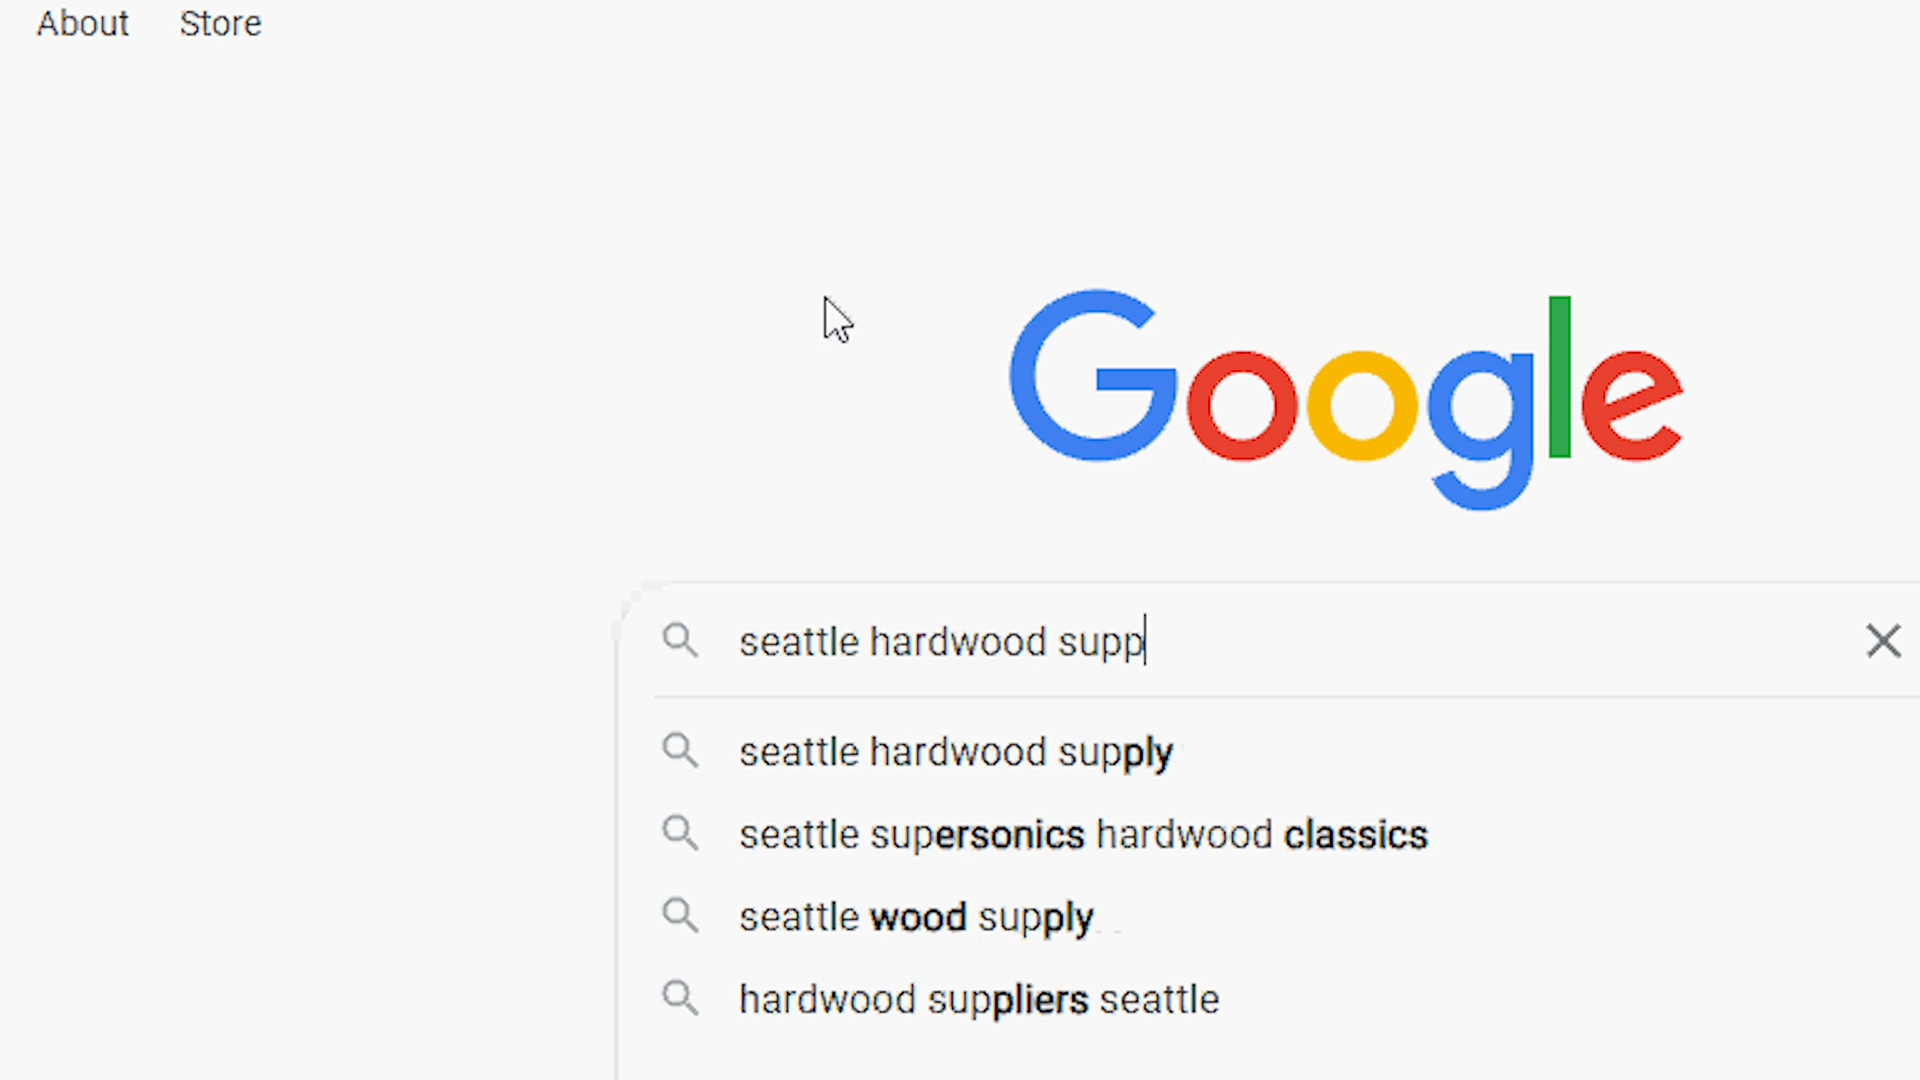 About Store
Google
seattle hardwood supp
seattle hardwood supply
seattle supersonics hardwood classics
seattle wood supply
hardwood suppliers seattle